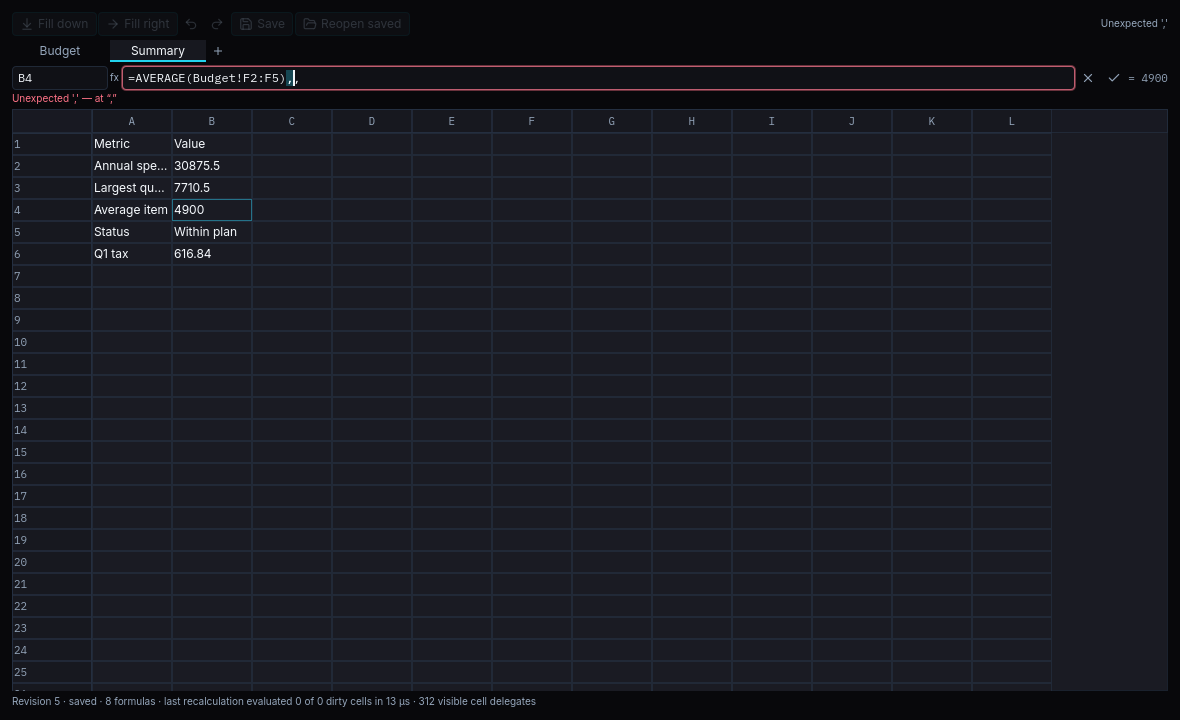 Fill down Fill right Save Reopen saved Unexpected ','
Budget Summary +
B4 fx =AVERAGE(Budget!F2:F5),, = 4900
Unexpected ',' — at “,”
A B C D E F G H I J K L
1 Metric Value
2 Annual spe... 30875.5
3 Largest qu... 7710.5
4 Average item 4900
5 Status Within plan
6 Q1 tax 616.84
7
8
9
10
11
12
13
14
15
16
17
18
19
20
21
22
23
24
25
Revision 5 · saved · 8 formulas · last recalculation evaluated 0 of 0 dirty cells in 13 µs · 312 visible cell delegates